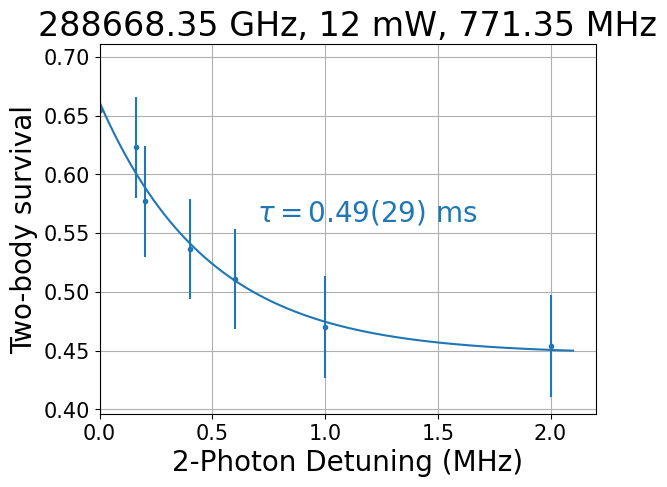 288668.35 GHz, 12 mW, 771.35 MHz
0.70
0.65
0.60
0.55
0.50
0.45
0.40
Two-body survival
τ = 0.49(29) ms
0.0 0.5 1.0 1.5 2.0
2-Photon Detuning (MHz)